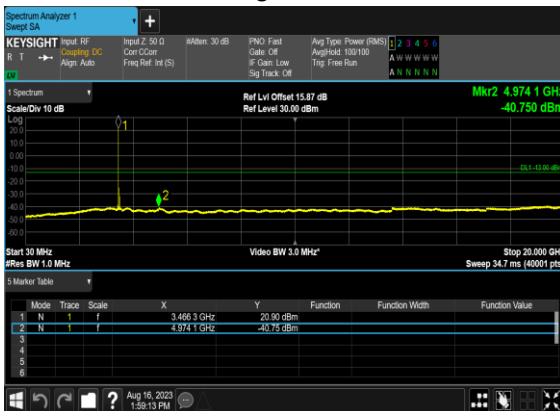 Spectrum Analyzer 1
Swept SA
KEYSIGHT Input: RF Input Z: 50 Ω #Atten: 30 dB PNO: Fast Avg Type: Power (RMS) 1 2 3 4 5 6
R T Coupling: DC Corr CCorr Gate: Off Avg|Hold: 100/100 A W W W W W
Align: Auto Freq Ref: Int (S) IF Gain: Low Trig: Free Run
LV Sig Track: Off A N N N N N
1 Spectrum Ref Lvl Offset 15.87 dB Mkr2 4.974 1 GHz
Scale/Div 10 dB Ref Level 30.00 dBm -40.750 dBm
Log 1
20.0
10.0
0.00
-10.0 DL1 -13.00 dBm
-20.0
-30.0 2
-40.0
-50.0
-60.0
Start 30 MHz Video BW 3.0 MHz* Stop 20.000 GHz
#Res BW 1.0 MHz Sweep 34.7 ms (40001 pts)
5 Marker Table
Mode Trace Scale X Y Function Function Width Function Value
1 N 1 f 3.466 3 GHz 20.90 dBm
2 N 1 f 4.974 1 GHz -40.75 dBm
3
4
5
6
? Aug 16, 2023
1:59:13 PM